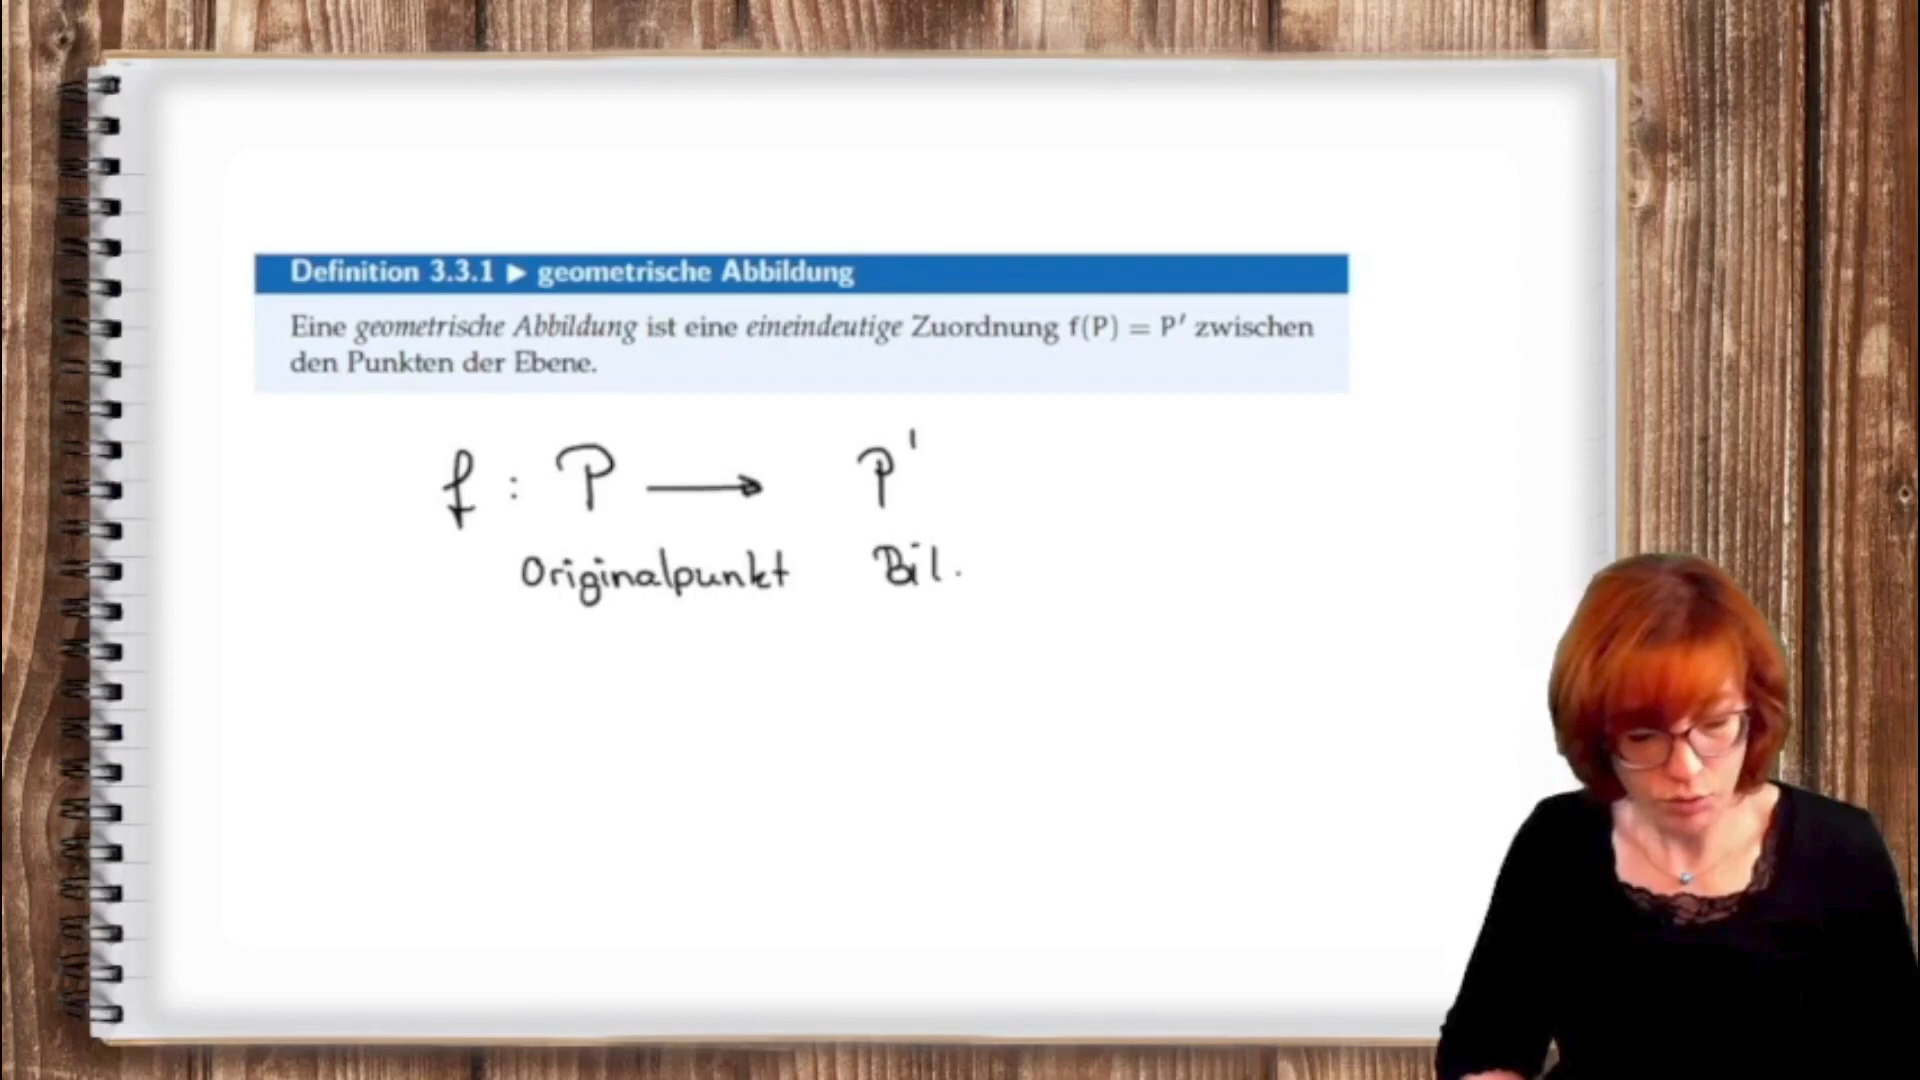 Definition 3.3.1 ▶ geometrische Abbildung
Eine geometrische Abbildung ist eine eineindeutige Zuordnung f(P) = P′ zwischen
den Punkten der Ebene.
f : P ⟶ P'
Originalpunkt Bil.